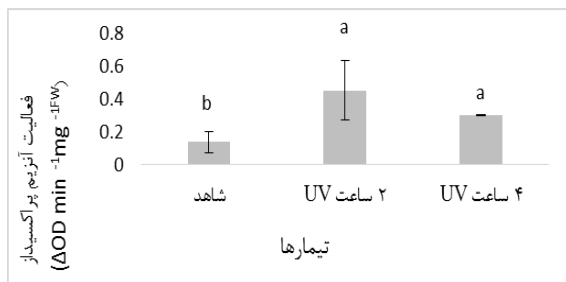 فعالیت آنزیم پراکسیداز
(ΔOD min -1mg -1FW)
0.8
0.6
0.4
0.2
0
b
a
a
شاهد
۲ ساعت UV
۴ ساعت UV
تیمارها